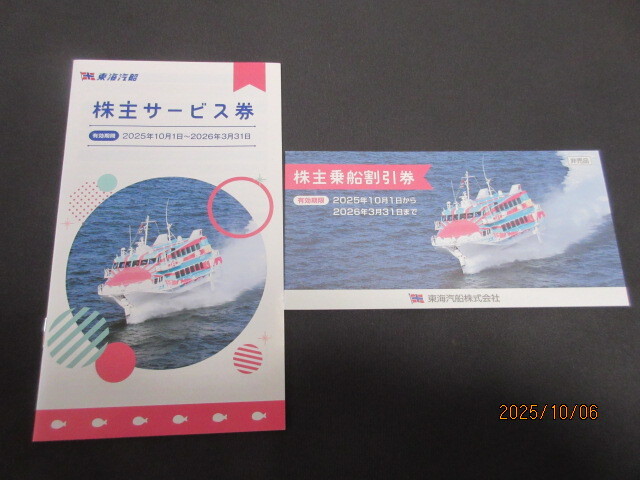 東海汽船
株主サービス券
有効期間 2025年10月1日~2026年3月31日
非売品
株主乗船割引券
有効期限 2025年10月1日から
2026年3月31日まで
東海汽船株式会社
2025/10/06